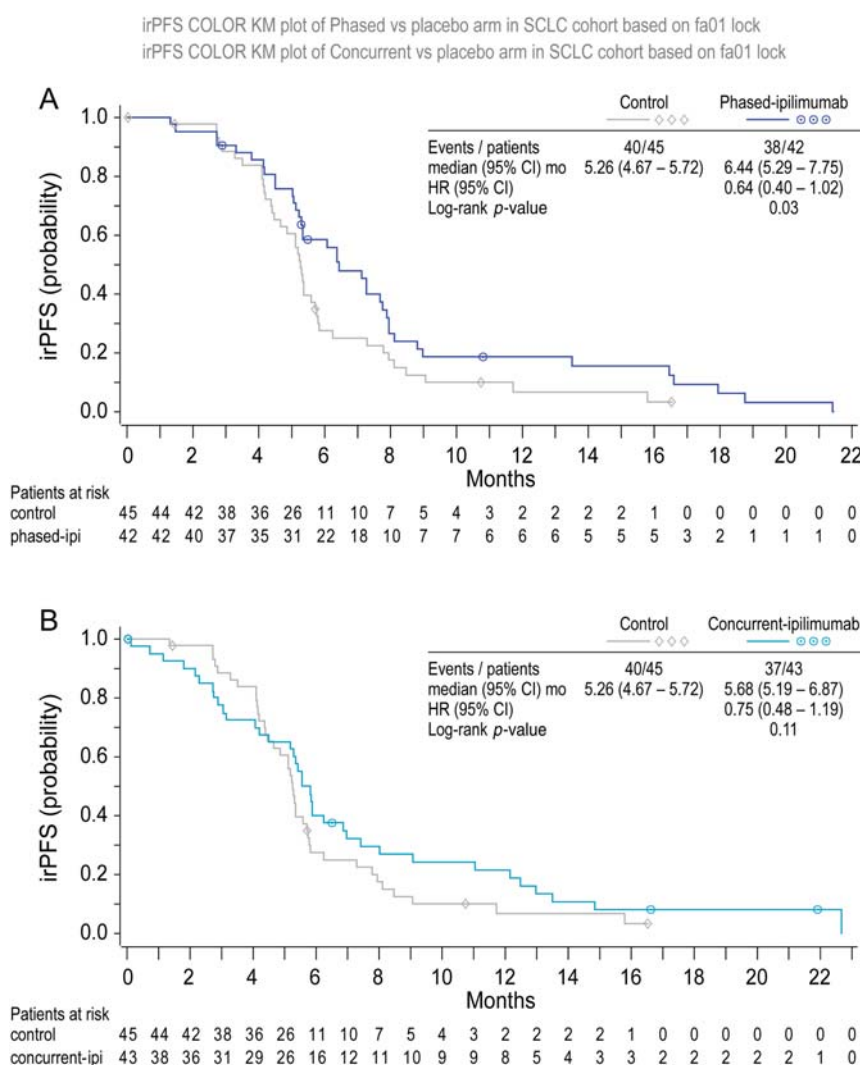 irPFS COLOR KM plot of Phased vs placebo arm in SCLC cohort based on fa01 lock
irPFS COLOR KM plot of Concurrent vs placebo arm in SCLC cohort based on fa01 lock
A
Control Phased-ipilimumab
Events / patients 40/45 38/42
median (95% CI) mo 5.26 (4.67 – 5.72) 6.44 (5.29 – 7.75)
HR (95% CI) 0.64 (0.40 – 1.02)
Log-rank p-value 0.03
irPFS (probability)
1.0
0.8
0.6
0.4
0.2
0.0
0 2 4 6 8 10 12 14 16 18 20 22
Months
Patients at risk
control 45 44 42 38 36 26 11 10 7 5 4 3 2 2 2 2 1 0 0 0 0 0 0
phased-ipi 42 42 40 37 35 31 22 18 10 7 7 6 6 6 5 5 5 3 2 1 1 1 0
B
Control Concurrent-ipilimumab
Events / patients 40/45 37/43
median (95% CI) mo 5.26 (4.67 – 5.72) 5.68 (5.19 – 6.87)
HR (95% CI) 0.75 (0.48 – 1.19)
Log-rank p-value 0.11
irPFS (probability)
1.0
0.8
0.6
0.4
0.2
0.0
0 2 4 6 8 10 12 14 16 18 20 22
Months
Patients at risk
control 45 44 42 38 36 26 11 10 7 5 4 3 2 2 2 2 1 0 0 0 0 0 0 0
concurrent-ipi 43 38 36 31 29 26 16 12 11 10 9 9 8 5 4 3 3 2 2 2 2 2 1 0